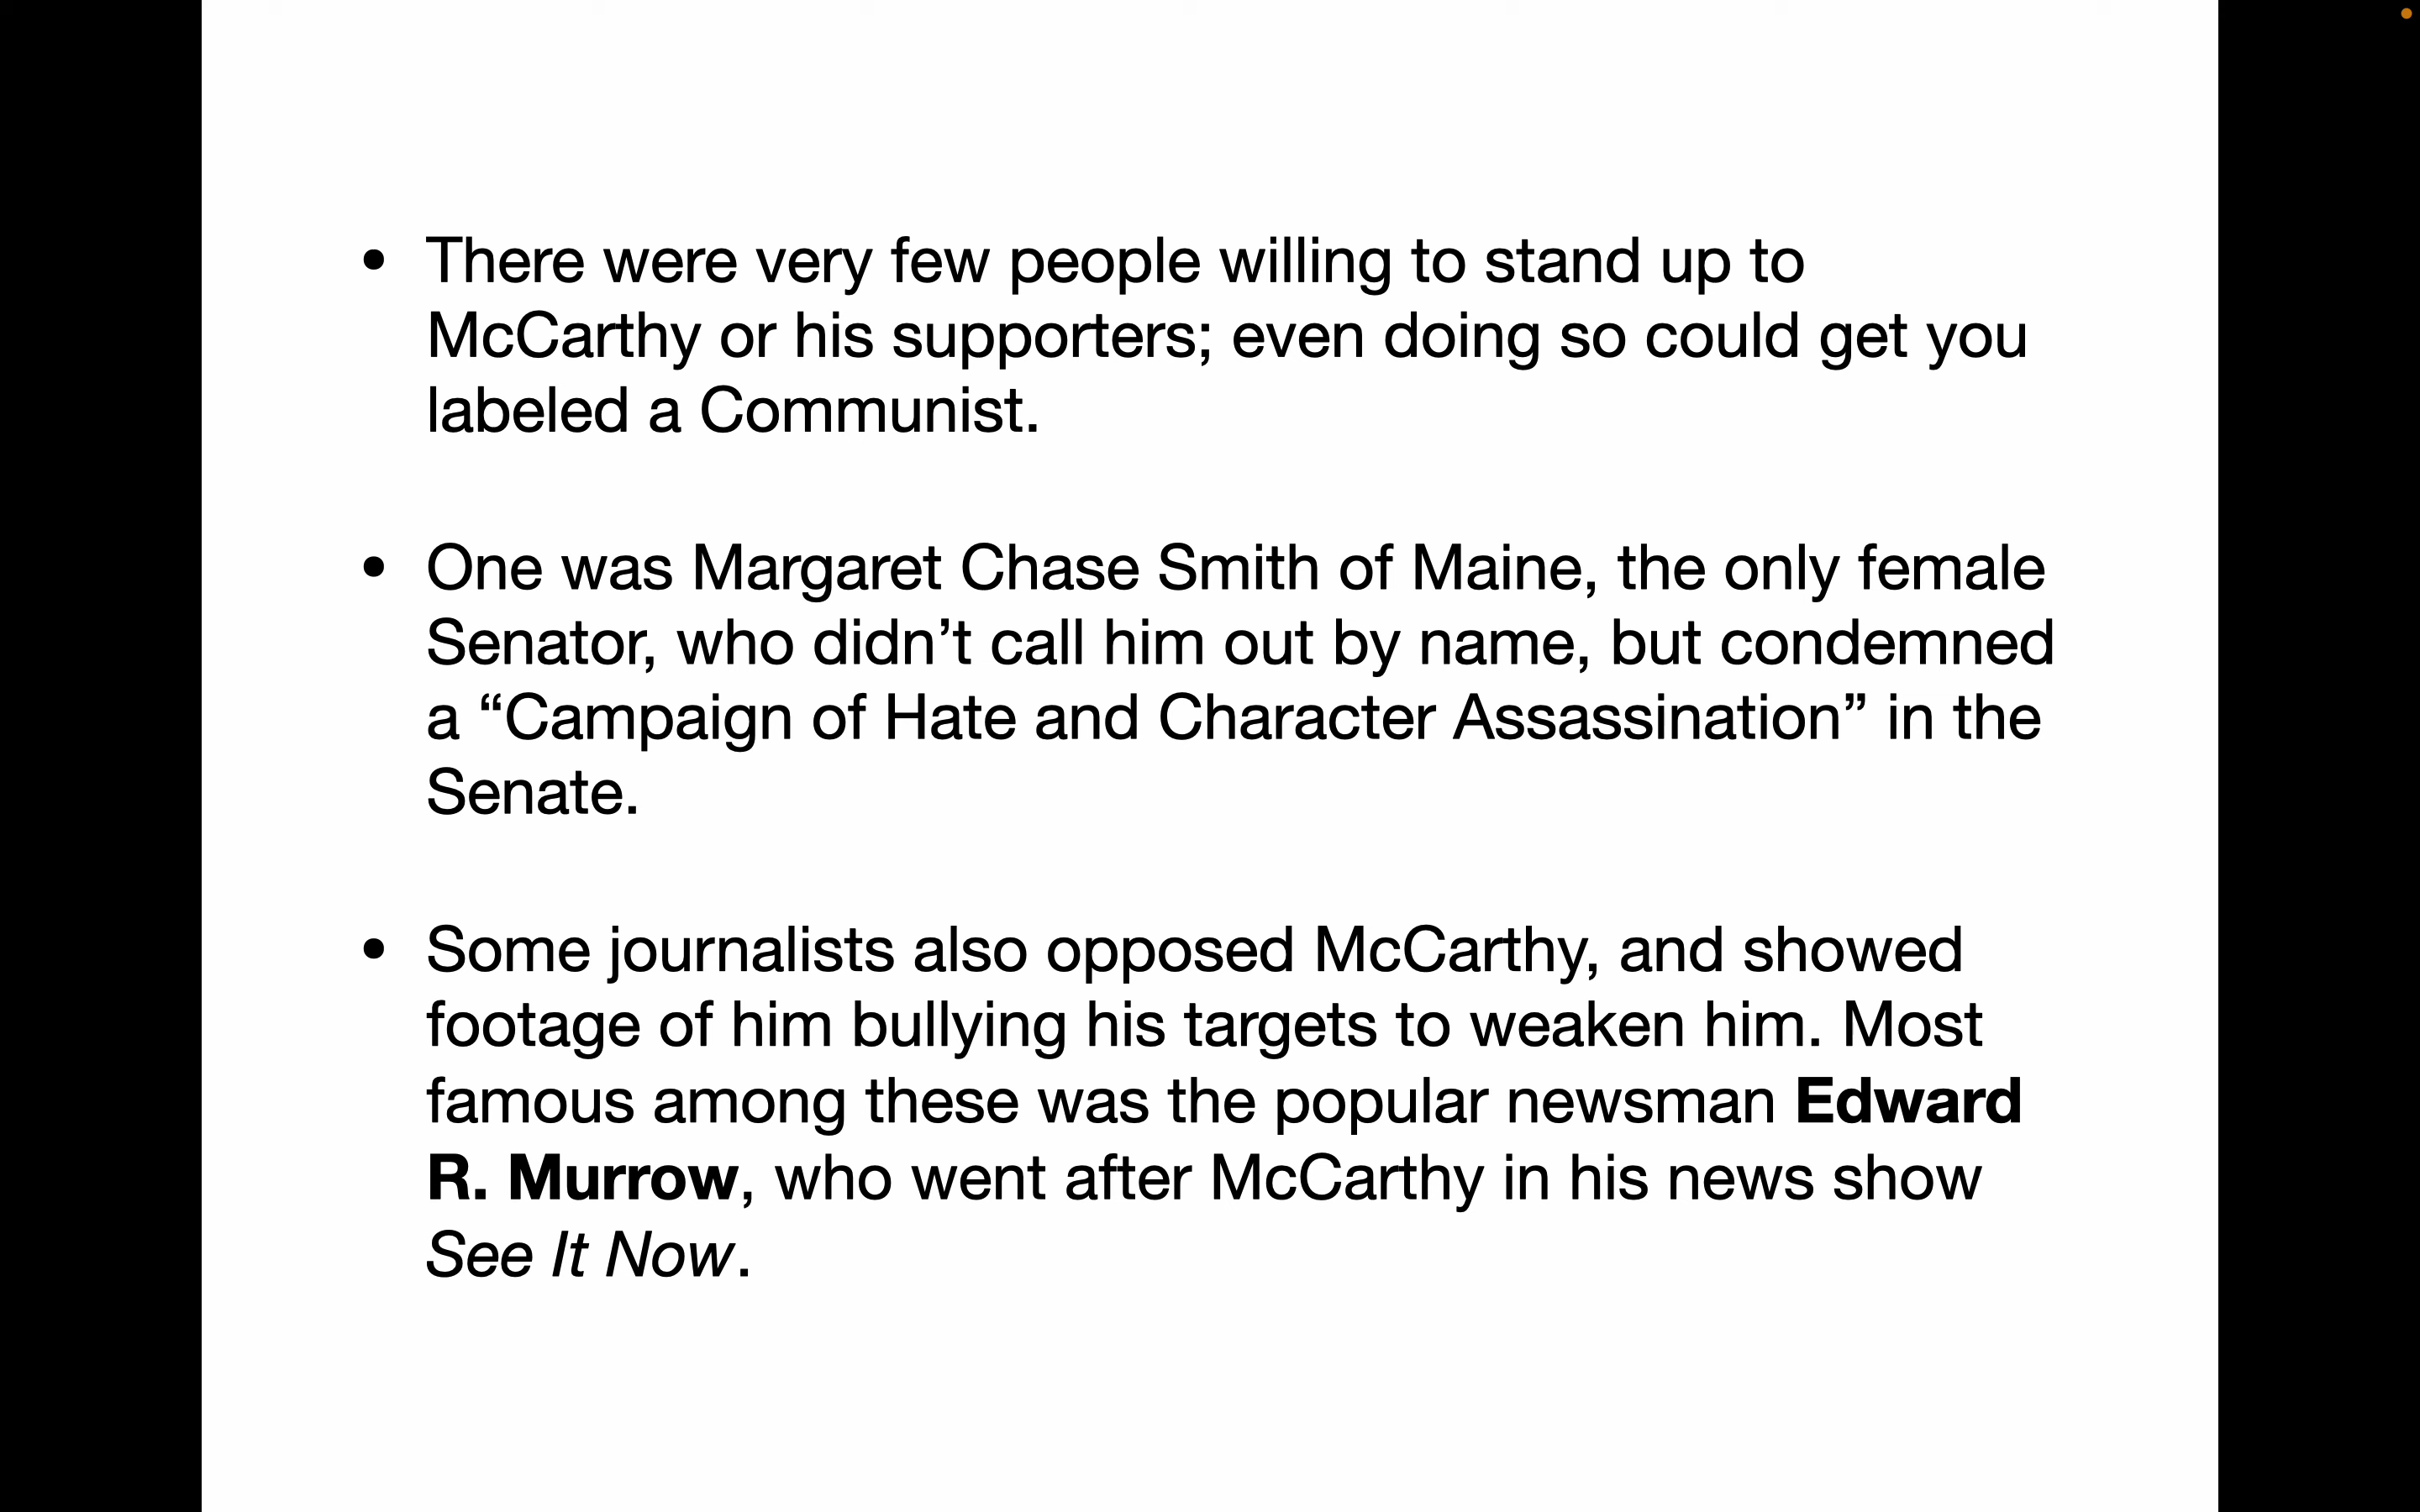 • There were very few people willing to stand up to
McCarthy or his supporters; even doing so could get you
labeled a Communist.
• One was Margaret Chase Smith of Maine, the only female
Senator, who didn’t call him out by name, but condemned
a “Campaign of Hate and Character Assassination” in the
Senate.
• Some journalists also opposed McCarthy, and showed
footage of him bullying his targets to weaken him. Most
famous among these was the popular newsman Edward
R. Murrow, who went after McCarthy in his news show
See It Now.